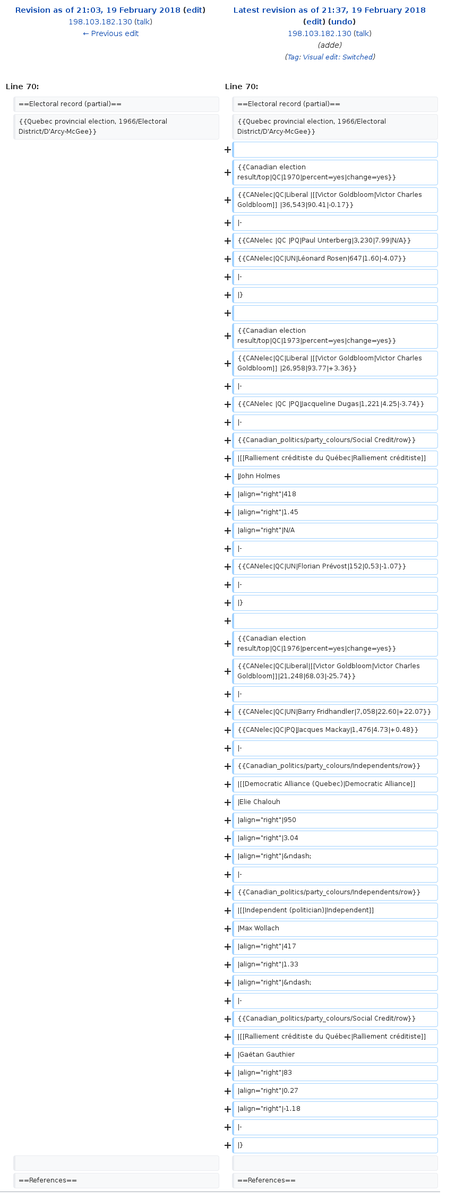 Revision as of 21:03, 19 February 2018 (edit)
198.103.182.130 (talk)
← Previous edit
Latest revision as of 21:37, 19 February 2018
(edit) (undo)
198.103.182.130 (talk)
(adde)
(Tag: Visual edit: Switched)
Line 70:
Line 70:
==Electoral record (partial)==
==Electoral record (partial)==
{{Quebec provincial election, 1966/Electoral
District/D'Arcy-McGee}}
{{Quebec provincial election, 1966/Electoral
District/D'Arcy-McGee}}
+
+ {{Canadian election
result/top|QC|1970|percent=yes|change=yes}}
+ {{CANelec|QC|Liberal |[[Victor Goldbloom|Victor Charles
Goldbloom]] |36,543|90.41|-0.17}}
+ |-
+ {{CANelec |QC |PQ|Paul Unterberg|3,230|7.99|N/A}}
+ {{CANelec|QC|UN|Léonard Rosen|647|1.60|-4.07}}
+ |-
+ |}
+
+ {{Canadian election
result/top|QC|1973|percent=yes|change=yes}}
+ {{CANelec|QC|Liberal |[[Victor Goldbloom|Victor Charles
Goldbloom]] |26,958|93.77|+3.36}}
+ |-
+ {{CANelec |QC |PQ|Jacqueline Dugas|1,221|4.25|-3.74}}
+ |-
+ {{Canadian_politics/party_colours/Social Credit/row}}
+ |[[Ralliement créditiste du Québec|Ralliement créditiste]]
+ |John Holmes
+ |align="right"|418
+ |align="right"|1.45
+ |align="right"|N/A
+ |-
+ {{CANelec|QC|UN|Florian Prévost|152|0.53|-1.07}}
+ |-
+ |}
+
+ {{Canadian election
result/top|QC|1976|percent=yes|change=yes}}
+ {{CANelec|QC|Liberal|[[Victor Goldbloom|Victor Charles
Goldbloom]]|21,248|68.03|-25.74}}
+ |-
+ {{CANelec|QC|UN|Barry Fridhandler|7,058|22.60|+22.07}}
+ {{CANelec|QC|PQ|Jacques Mackay|1,476|4.73|+0.48}}
+ |-
+ {{Canadian_politics/party_colours/Independents/row}}
+ |[[Democratic Alliance (Quebec)|Democratic Alliance]]
+ |Elie Chalouh
+ |align="right"|950
+ |align="right"|3.04
+ |align="right"|&ndash;
+ |-
+ {{Canadian_politics/party_colours/Independents/row}}
+ |[[Independent (politician)|Independent]]
+ |Max Wollach
+ |align="right"|417
+ |align="right"|1.33
+ |align="right"|&ndash;
+ |-
+ {{Canadian_politics/party_colours/Social Credit/row}}
+ |[[Ralliement créditiste du Québec|Ralliement créditiste]]
+ |Gaétan Gauthier
+ |align="right"|83
+ |align="right"|0.27
+ |align="right"|-1.18
+ |-
+ |}
==References==
==References==